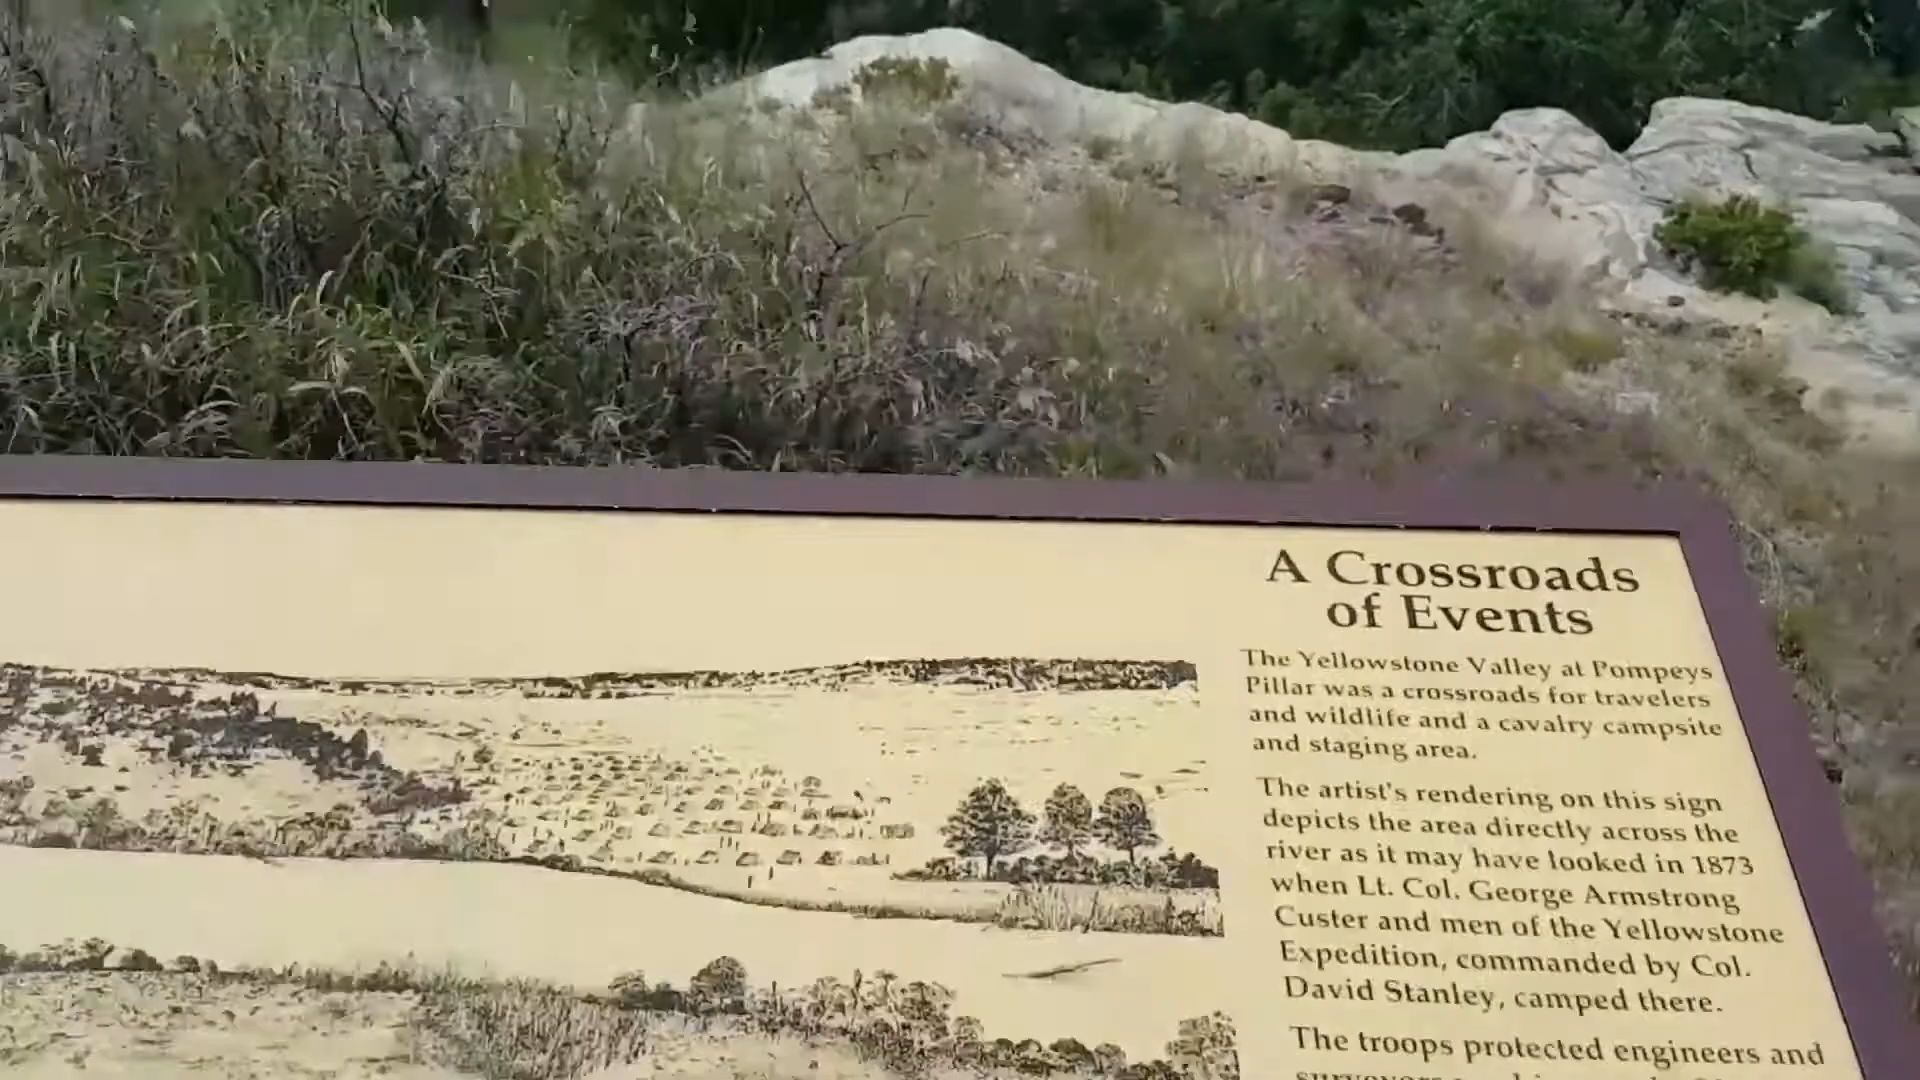 A Crossroads
of Events
The Yellowstone Valley at Pompeys
Pillar was a crossroads for travelers
and wildlife and a cavalry campsite
and staging area.
The artist's rendering on this sign
depicts the area directly across the
river as it may have looked in 1873
when Lt. Col. George Armstrong
Custer and men of the Yellowstone
Expedition, commanded by Col.
David Stanley, camped there.
The troops protected engineers and